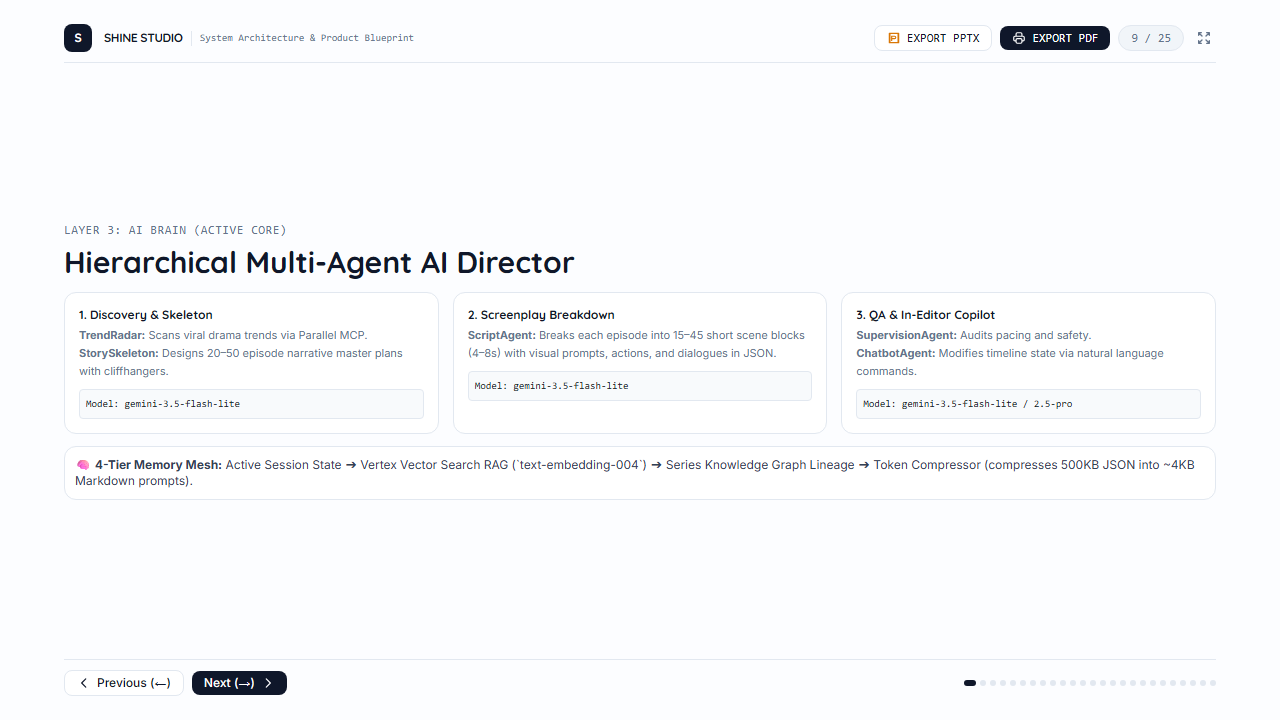 S SHINE STUDIO System Architecture & Product Blueprint EXPORT PPTX EXPORT PDF 9 / 25
LAYER 3: AI BRAIN (ACTIVE CORE)
Hierarchical Multi-Agent AI Director
1. Discovery & Skeleton
TrendRadar: Scans viral drama trends via Parallel MCP.
StorySkeleton: Designs 20–50 episode narrative master plans
with cliffhangers.
Model: gemini-3.5-flash-lite
2. Screenplay Breakdown
ScriptAgent: Breaks each episode into 15–45 short scene blocks
(4–8s) with visual prompts, actions, and dialogues in JSON.
Model: gemini-3.5-flash-lite
3. QA & In-Editor Copilot
SupervisionAgent: Audits pacing and safety.
ChatbotAgent: Modifies timeline state via natural language
commands.
Model: gemini-3.5-flash-lite / 2.5-pro
🧠 4-Tier Memory Mesh: Active Session State ➔ Vertex Vector Search RAG (`text-embedding-004`) ➔ Series Knowledge Graph Lineage ➔ Token Compressor (compresses 500KB JSON into ~4KB
Markdown prompts).
Previous (←) Next (→)